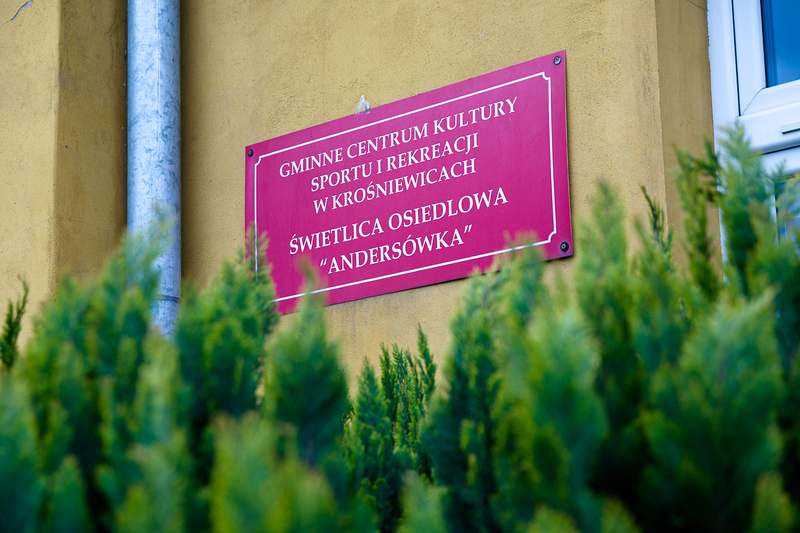 GMINNE CENTRUM KULTURY
SPORTU I REKREACJI
W KROŚNIEWICACH
ŚWIETLICA OSIEDLOWA
“ANDERSÓWKA”